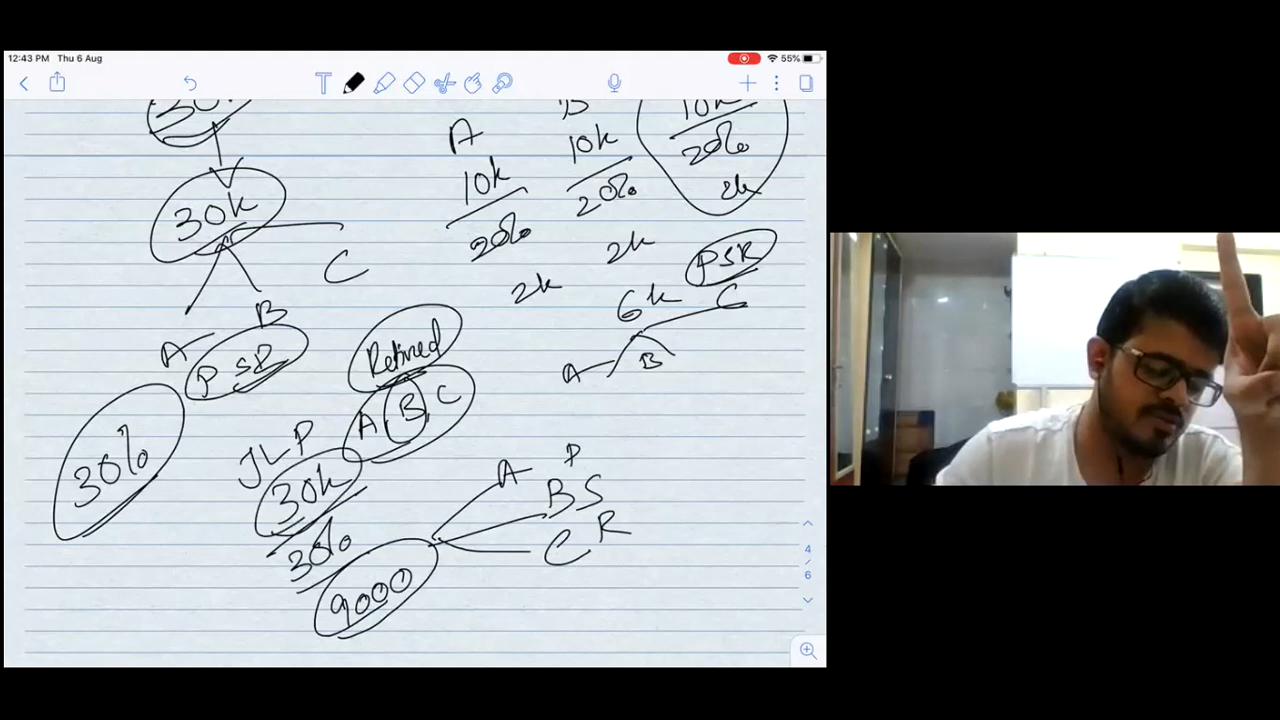 12:43 PM Thu 6 Aug
55%
T
30k
A B C
PSR
30%
A
10k
20%
2k
B
10k
20%
2k
10k
20%
2k
6k
A B C
PSR
Retired
A B C
JLP
30k
30%
9000
A
B
C
PSR
4
/
6